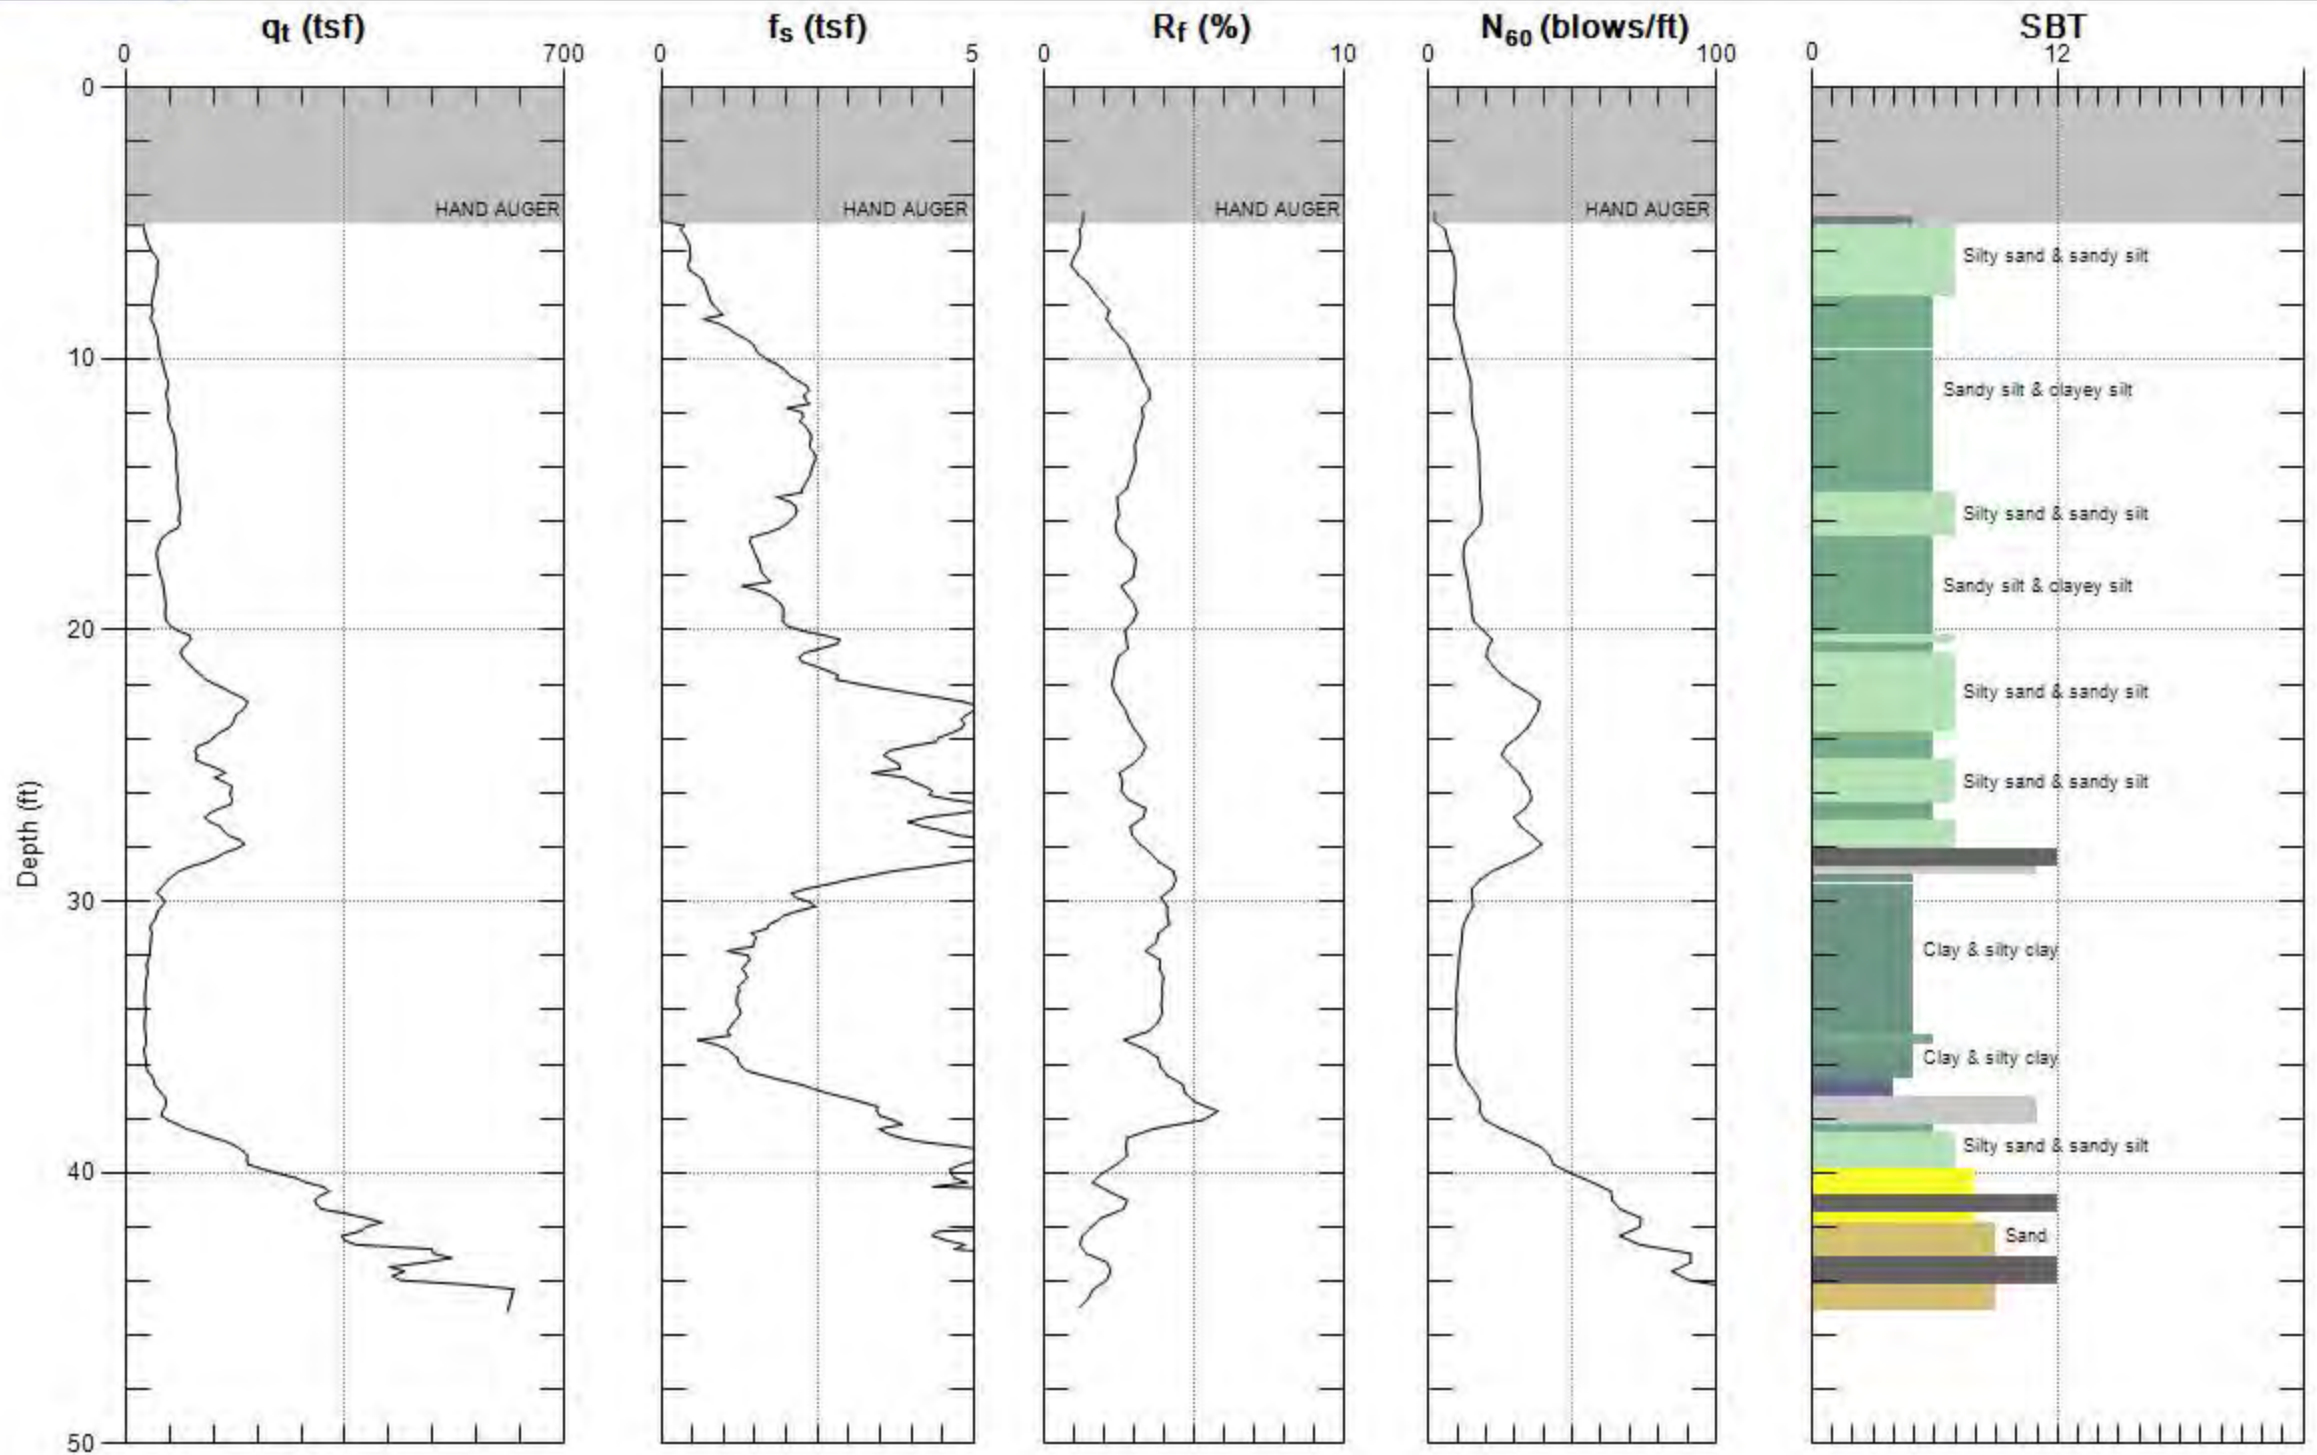 qt (tsf)
fs (tsf)
Rf (%)
N60 (blows/ft)
SBT
0 700
0 5
0 10
0 100
0 12
0
HAND AUGER
HAND AUGER
HAND AUGER
HAND AUGER
Silty sand & sandy silt
10
Sandy silt & clayey silt
Silty sand & sandy silt
Sandy silt & clayey silt
20
Silty sand & sandy silt
Silty sand & sandy silt
Depth (ft)
30
Clay & silty clay
Clay & silty clay
Silty sand & sandy silt
40
Sand
50